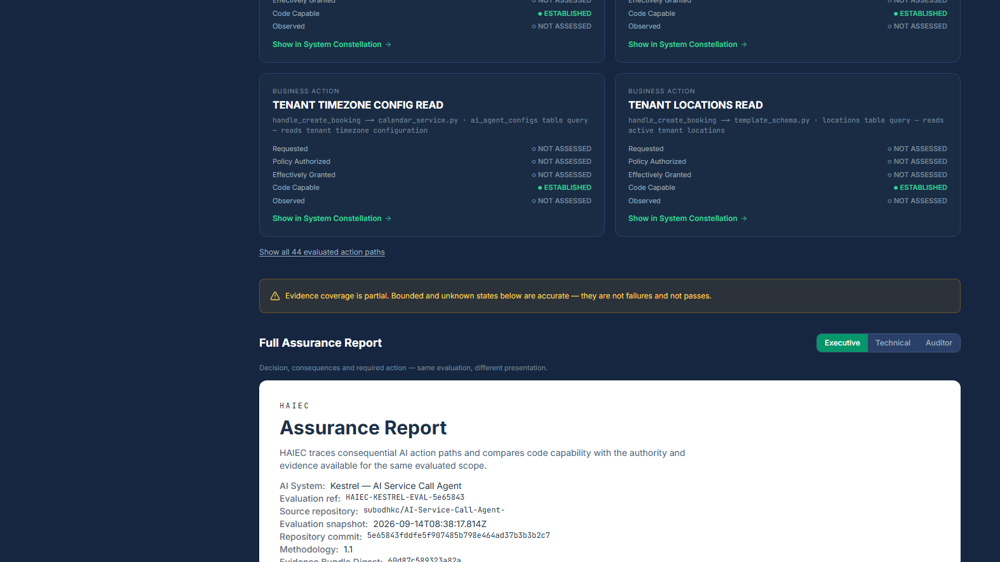 Effectively Granted
NOT ASSESSED
Code Capable
ESTABLISHED
Observed
NOT ASSESSED
Show in System Constellation →
Effectively Granted
NOT ASSESSED
Code Capable
ESTABLISHED
Observed
NOT ASSESSED
Show in System Constellation →
BUSINESS ACTION
TENANT TIMEZONE CONFIG READ
handle_create_booking ⟶ calendar_service.py · ai_agent_configs table query
— reads tenant timezone configuration
Requested
NOT ASSESSED
Policy Authorized
NOT ASSESSED
Effectively Granted
NOT ASSESSED
Code Capable
ESTABLISHED
Observed
NOT ASSESSED
Show in System Constellation →
BUSINESS ACTION
TENANT LOCATIONS READ
handle_create_booking ⟶ template_schema.py · locations table query — reads
active tenant locations
Requested
NOT ASSESSED
Policy Authorized
NOT ASSESSED
Effectively Granted
NOT ASSESSED
Code Capable
ESTABLISHED
Observed
NOT ASSESSED
Show in System Constellation →
Show all 44 evaluated action paths
Evidence coverage is partial. Bounded and unknown states below are accurate — they are not failures and not passes.
Full Assurance Report
Executive
Technical
Auditor
Decision, consequences and required action — same evaluation, different presentation.
HAIEC
Assurance Report
HAIEC traces consequential AI action paths and compares code capability with the authority and
evidence available for the same evaluated scope.
AI System: Kestrel — AI Service Call Agent
Evaluation ref: HAIEC-KESTREL-EVAL-5e65843
Source repository: subodhkc/AI-Service-Call-Agent-
Evaluation snapshot: 2026-09-14T08:38:17.814Z
Repository commit: 5e65843fddfe5f907485b798e464ad37b3b3b2c7
Methodology: 1.1
Evidence Bundle Digest: 60d87c589323a82a